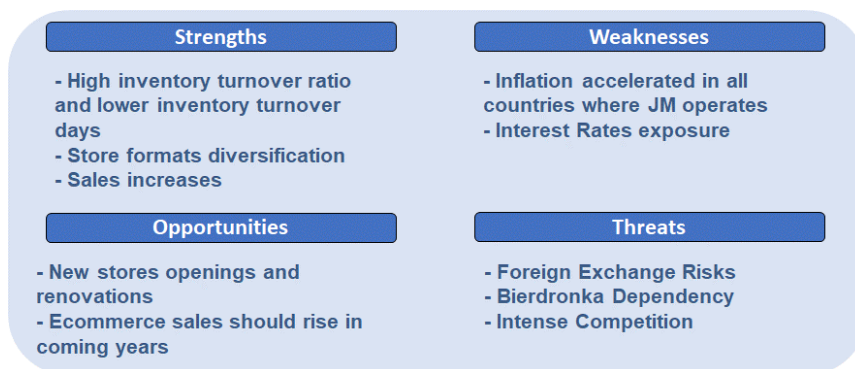 Strengths
- High inventory turnover ratio
and lower inventory turnover
days
- Store formats diversification
- Sales increases
Weaknesses
- Inflation accelerated in all
countries where JM operates
- Interest Rates exposure
Opportunities
- New stores openings and
renovations
- Ecommerce sales should rise in
coming years
Threats
- Foreign Exchange Risks
- Bierdronka Dependency
- Intense Competition